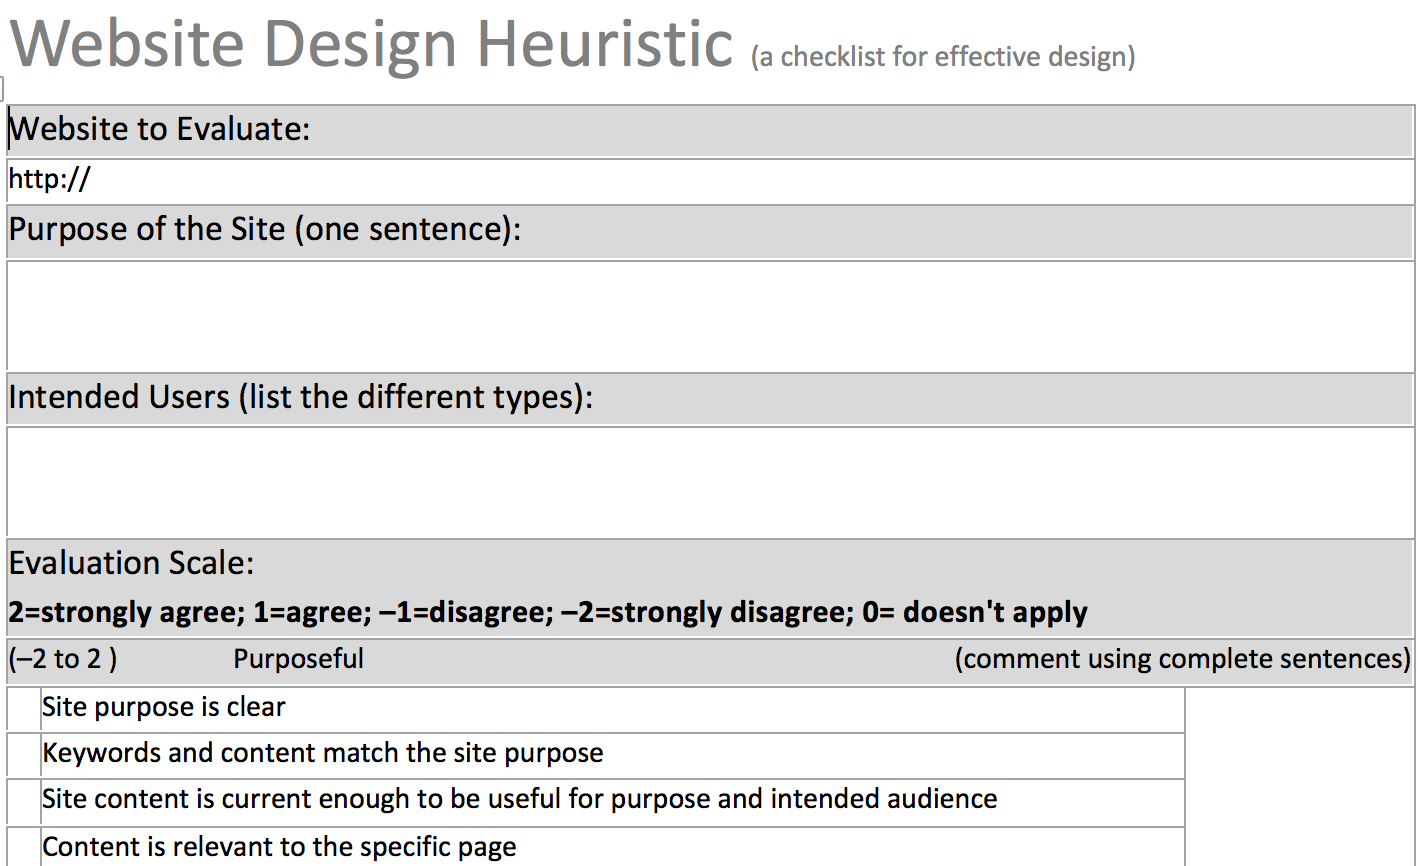 Website Design Heuristic (a checklist for effective design)
Website to Evaluate:
http://
Purpose of the Site (one sentence):
Intended Users (list the different types):
Evaluation Scale:
2=strongly agree; 1=agree; –1=disagree; –2=strongly disagree; 0= doesn't apply
(–2 to 2 ) Purposeful (comment using complete sentences)
Site purpose is clear
Keywords and content match the site purpose
Site content is current enough to be useful for purpose and intended audience
Content is relevant to the specific page